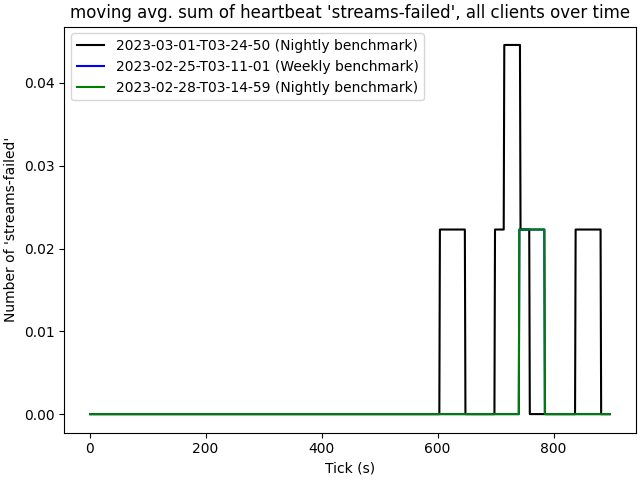 moving avg. sum of heartbeat 'streams-failed', all clients over time
2023-03-01-T03-24-50 (Nightly benchmark)
2023-02-25-T03-11-01 (Weekly benchmark)
2023-02-28-T03-14-59 (Nightly benchmark)
Number of 'streams-failed'
0.04
0.03
0.02
0.01
0.00
0 200 400 600 800
Tick (s)